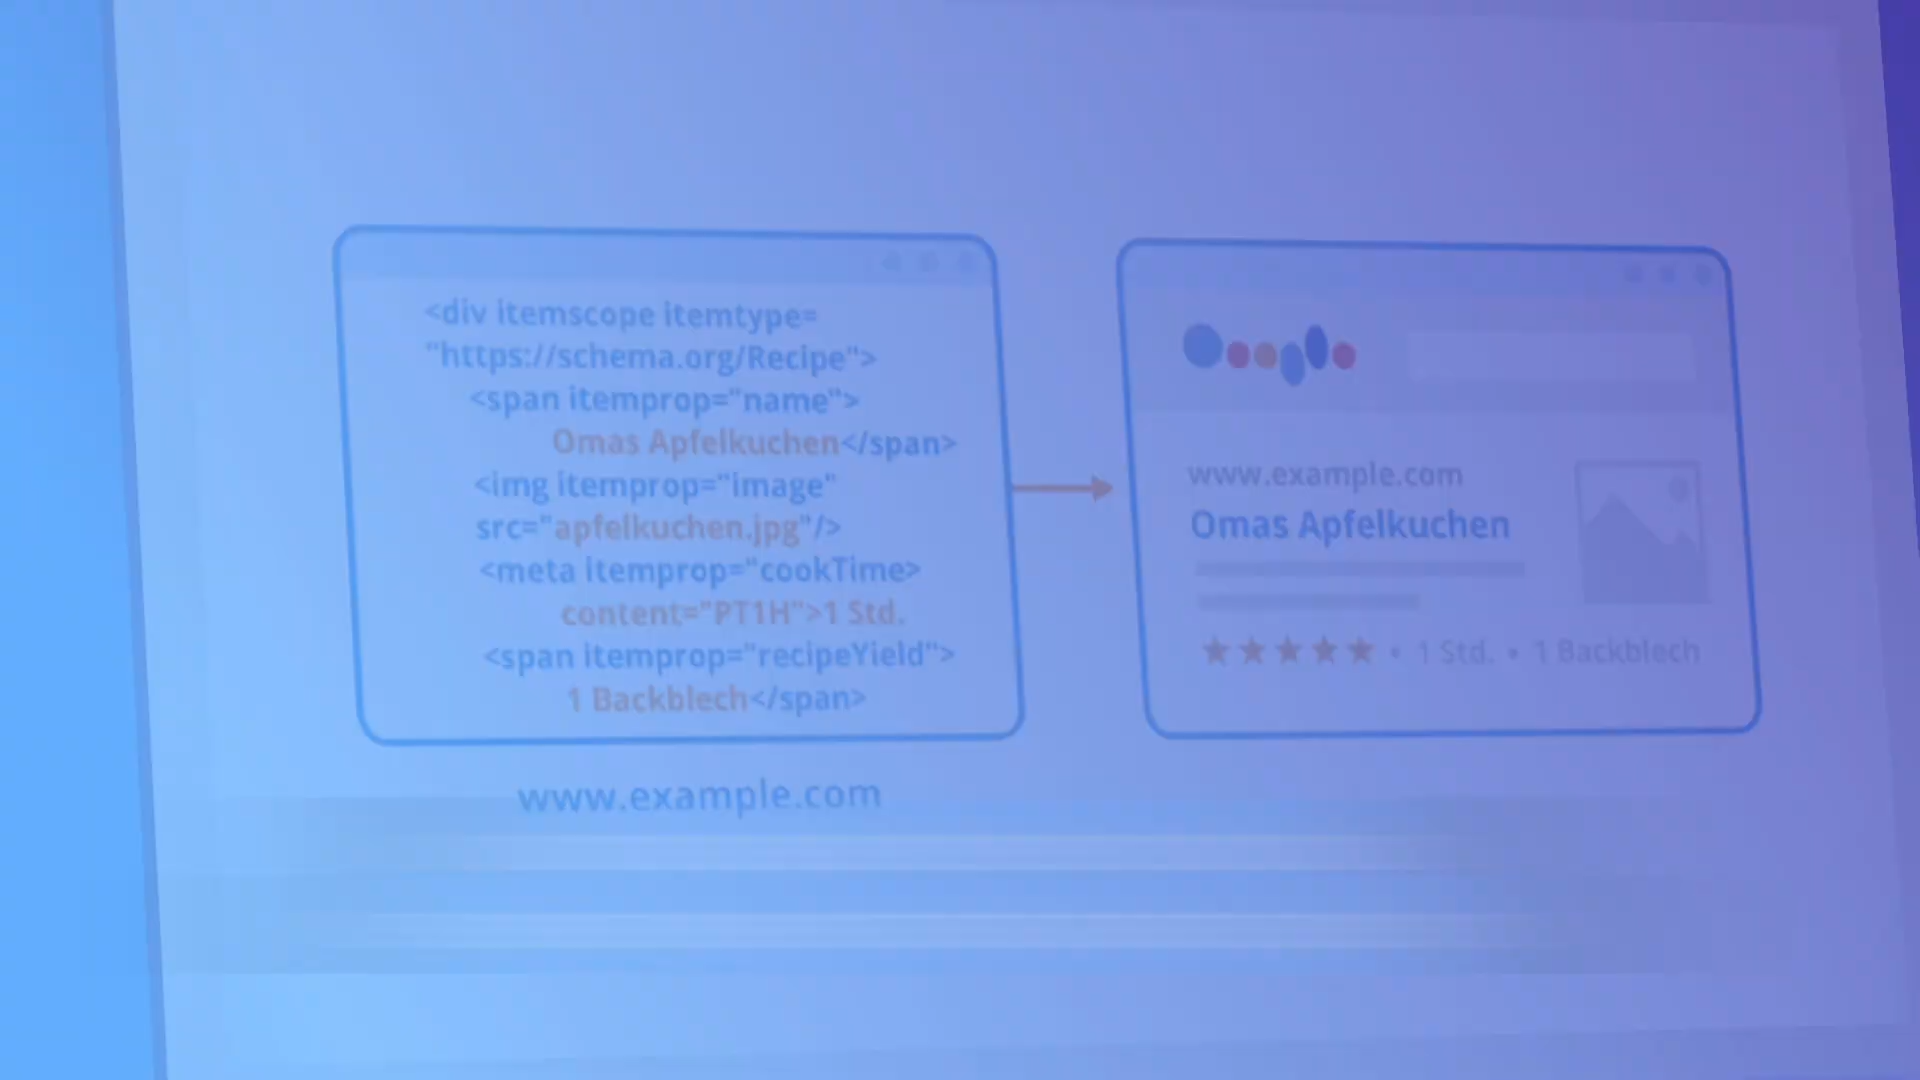 <div itemscope itemtype=
"https://schema.org/Recipe">
<span itemprop="name">
Omas Apfelkuchen</span>
<img itemprop="image"
src="apfelkuchen.jpg"/>
<meta itemprop="cookTime>
content="PT1H">1 Std.
<span itemprop="recipeYield">
1 Backblech</span>
www.example.com
www.example.com
Omas Apfelkuchen
★★★★★ • 1 Std. • 1 Backblech